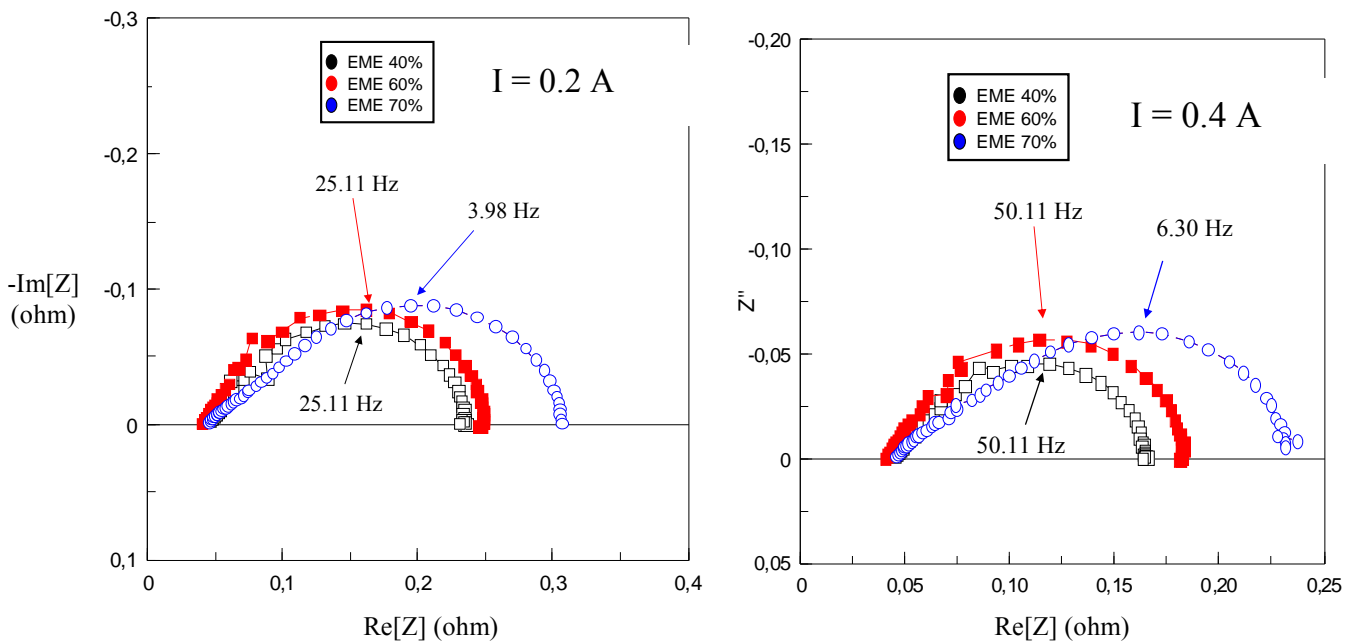 -0,3
-0,2
-0,1
0
0,1
0
0,1
0,2
0,3
0,4
-Im[Z]
(ohm)
Re[Z] (ohm)
EME 40%
EME 60%
EME 70%
I = 0.2 A
25.11 Hz
3.98 Hz
25.11 Hz
-0,20
-0,15
-0,10
-0,05
0
0,05
0
0,05
0,10
0,15
0,20
0,25
Z"
Re[Z] (ohm)
EME 40%
EME 60%
EME 70%
I = 0.4 A
50.11 Hz
6.30 Hz
50.11 Hz